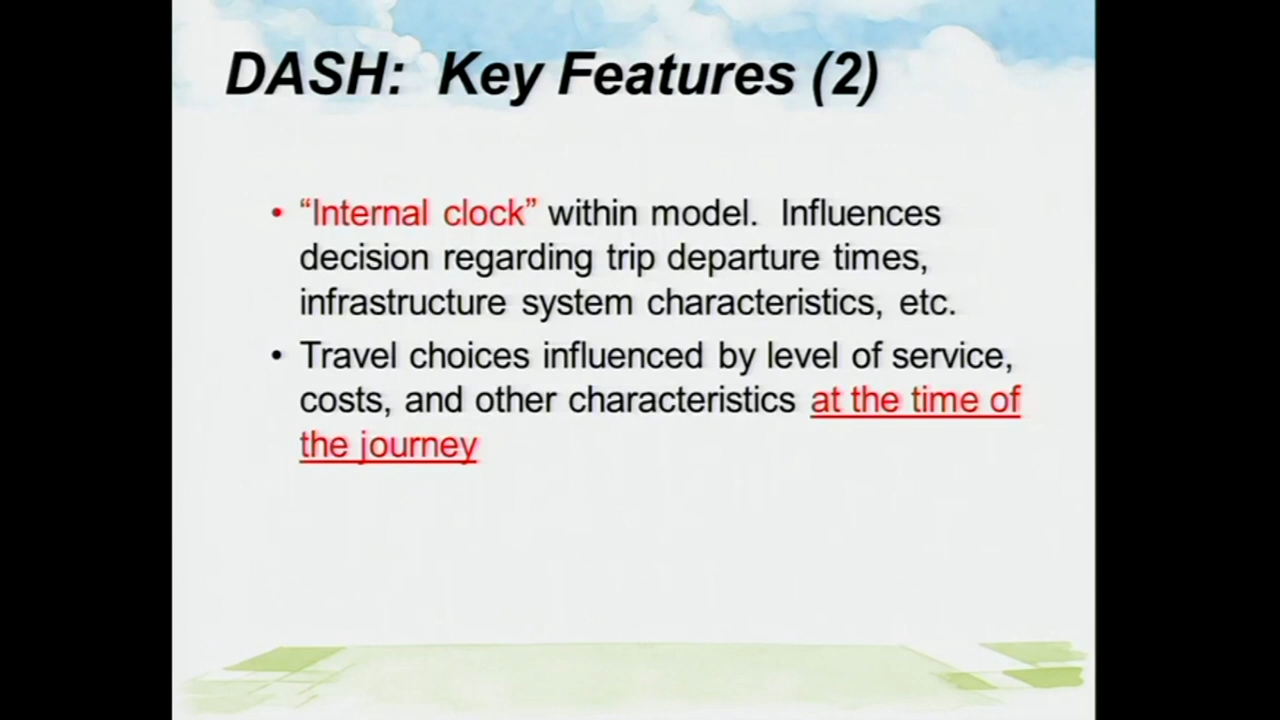 DASH: Key Features (2)
• “Internal clock” within model. Influences
decision regarding trip departure times,
infrastructure system characteristics, etc.
• Travel choices influenced by level of service,
costs, and other characteristics at the time of
the journey